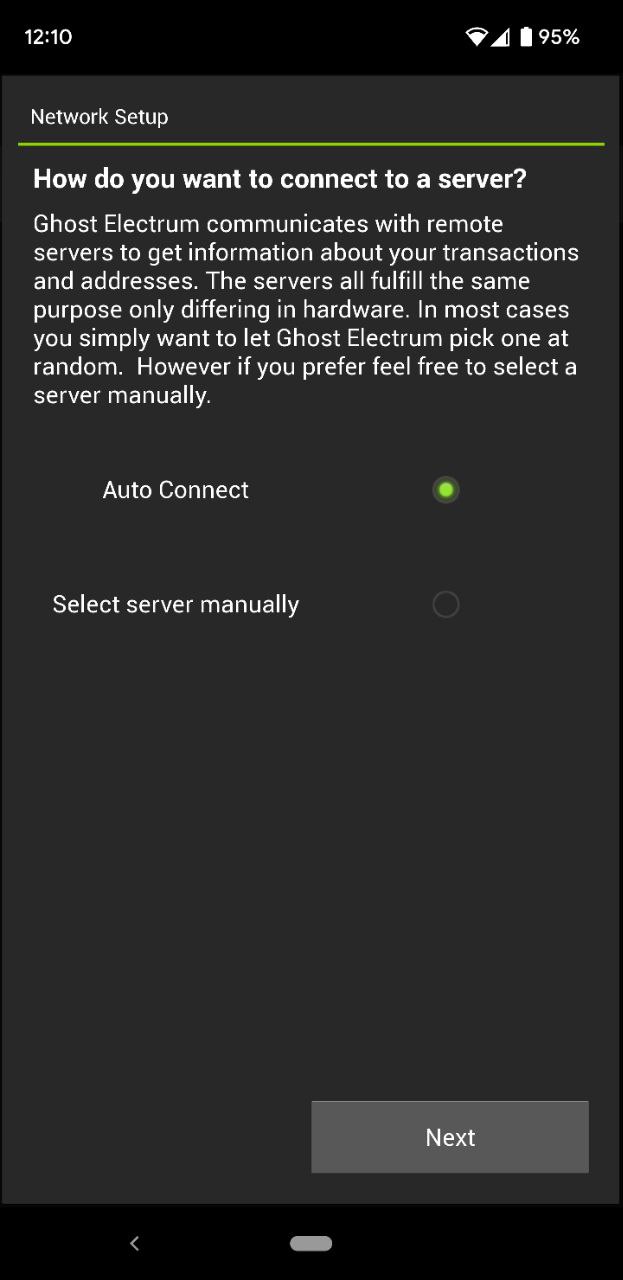 12:10 95%
Network Setup
How do you want to connect to a server?
Ghost Electrum communicates with remote
servers to get information about your transactions
and addresses. The servers all fulfill the same
purpose only differing in hardware. In most cases
you simply want to let Ghost Electrum pick one at
random.  However if you prefer feel free to select a
server manually.
Auto Connect
Select server manually
Next